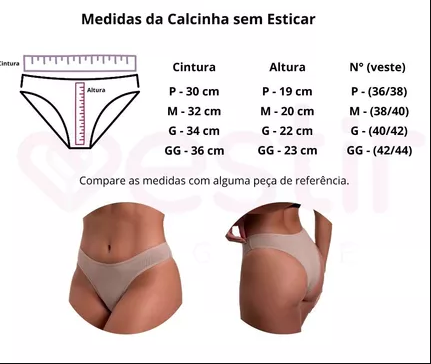 Medidas da Calcinha sem Esticar
Cintura
Altura
Cintura Altura Nº (veste)
P - 30 cm P - 19 cm P - (36/38)
M - 32 cm M - 20 cm M - (38/40)
G - 34 cm G - 22 cm G - (40/42)
GG - 36 cm GG - 23 cm GG - (42/44)
Compare as medidas com alguma peça de referência.